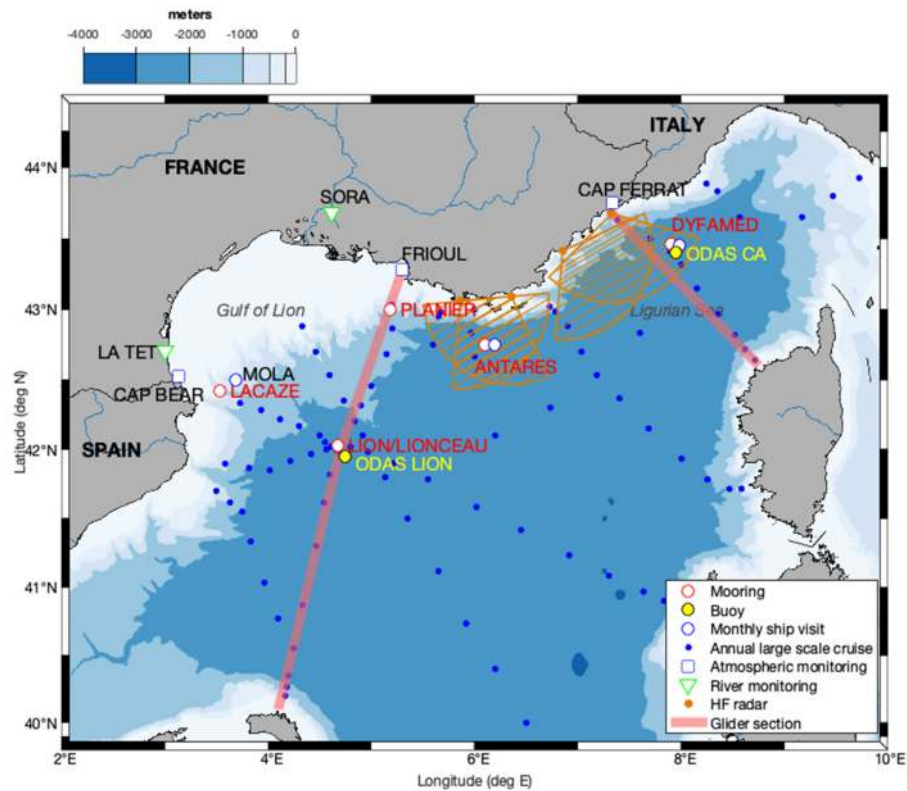 meters
-4000 -3000 -2000 -1000 0
ITALY
44°N
FRANCE
SORA
CAP FERRAT
DYFAMED
FRIOUL
ODAS CA
43°N
Gulf of Lion
PLANIER
Ligurian Sea
LA TET
MOLA
ANTARES
CAP BEAR
LACAZE
42°N
SPAIN
LION/LIONCEAU
ODAS LION
Latitude (deg N)
41°N
Mooring
Buoy
Monthly ship visit
Annual large scale cruise
Atmospheric monitoring
River monitoring
HF radar
Glider section
40°N
2°E 4°E 6°E 8°E 10°E
Longitude (deg E)